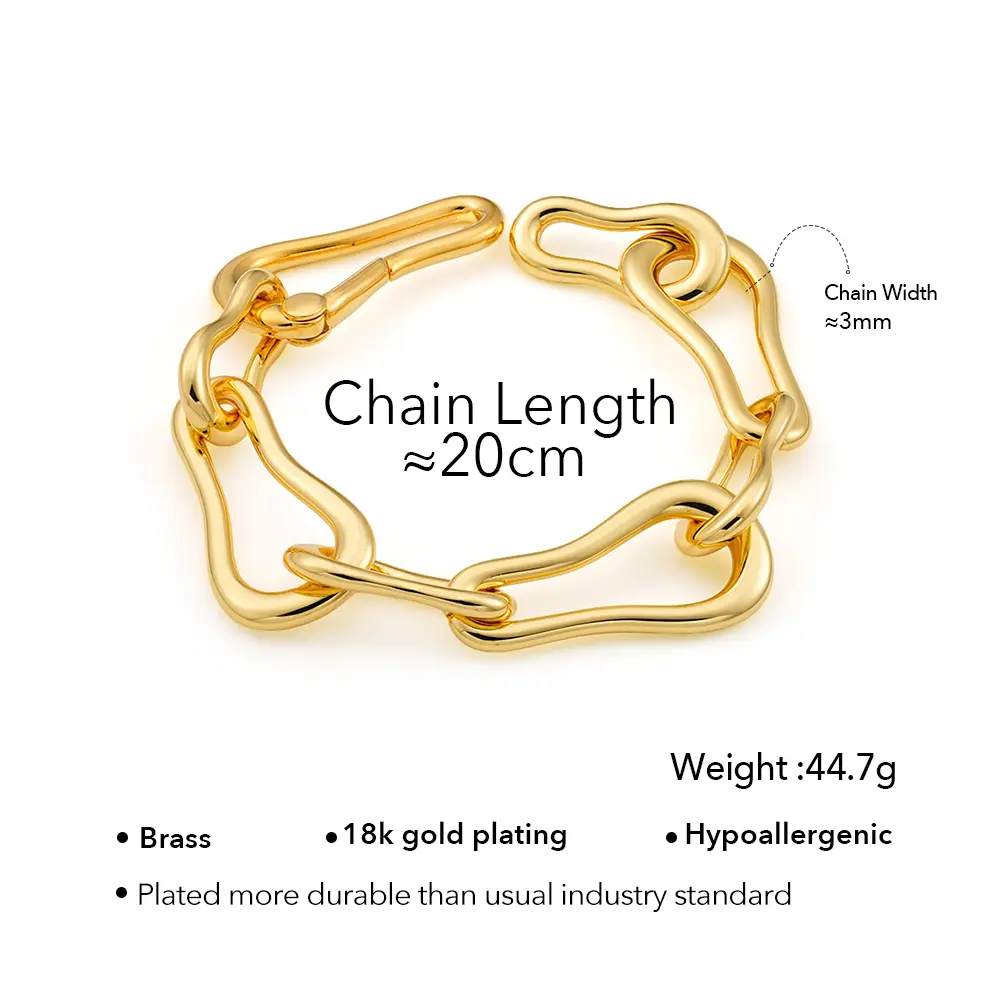 Chain Width
≈3mm
Chain Length
≈20cm
Weight :44.7g
• Brass
•18k gold plating
•Hypoallergenic
• Plated more durable than usual industry standard